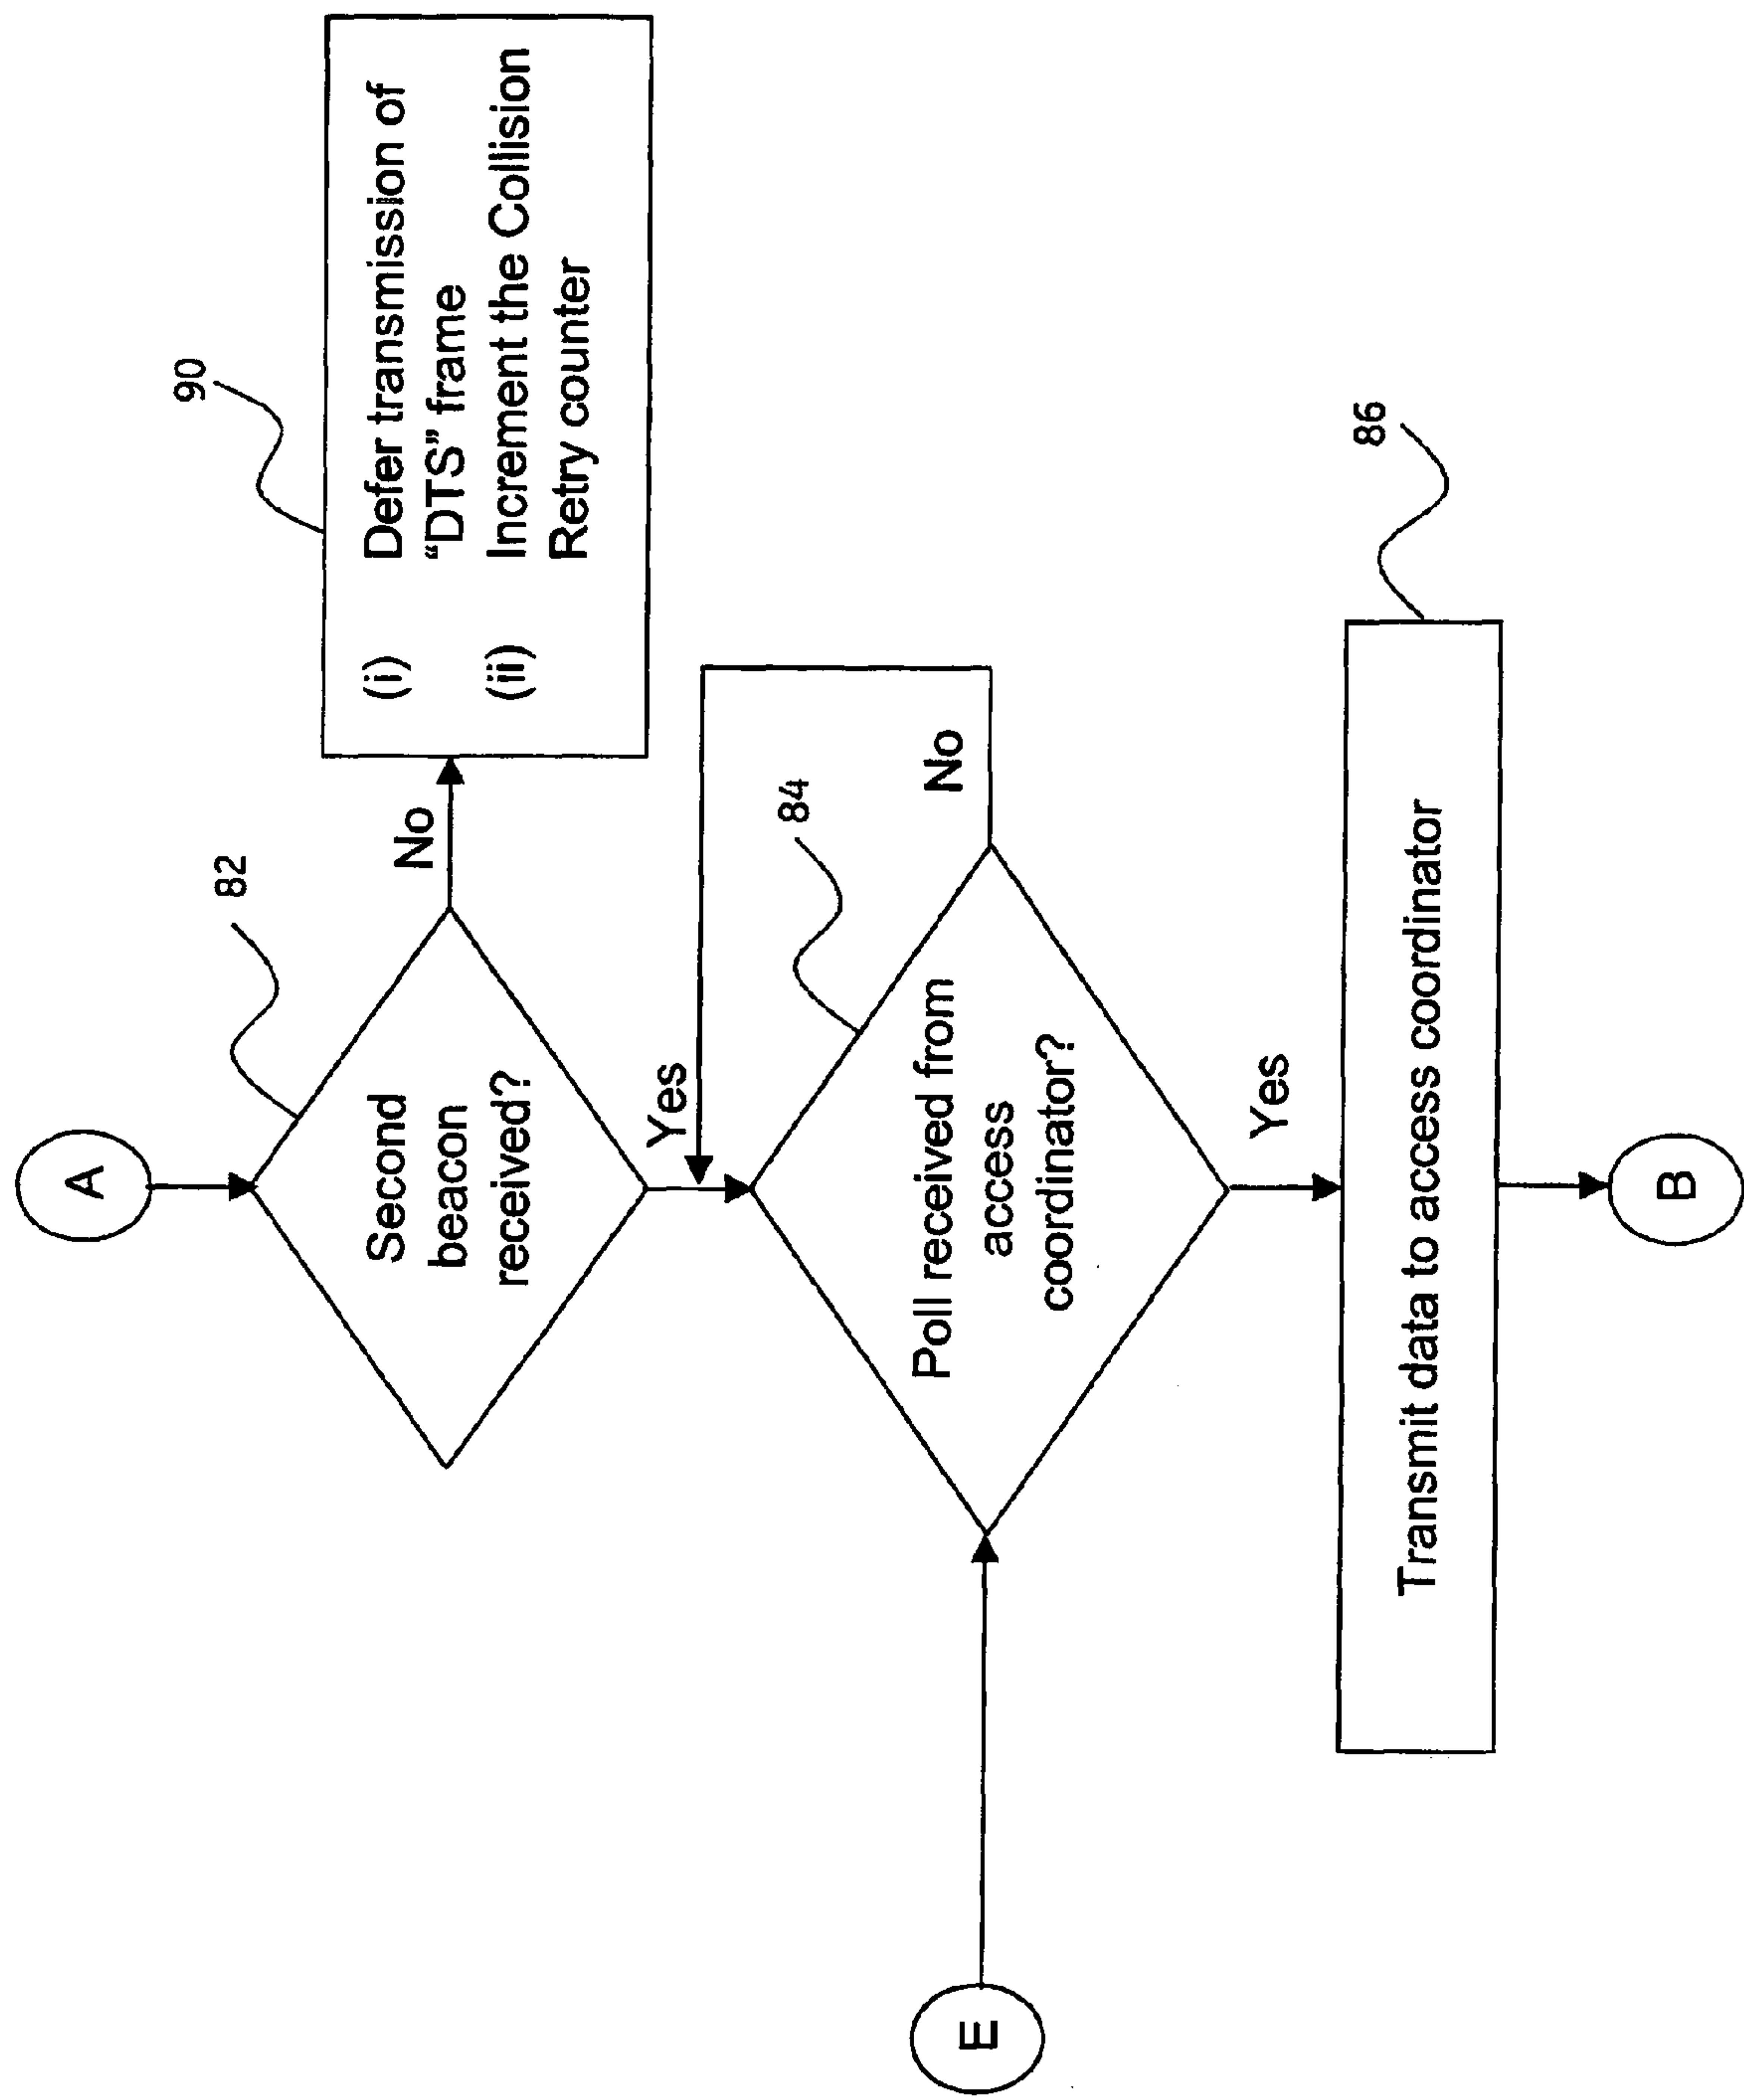 A
82
Second
beacon
received?
No
90
(i) Defer transmission of
“DTS” frame
(ii) Increment the Collision
Retry counter
Yes
84
E
Poll received from
access
coordinator?
No
Yes
86
Transmit data to access coordinator
B